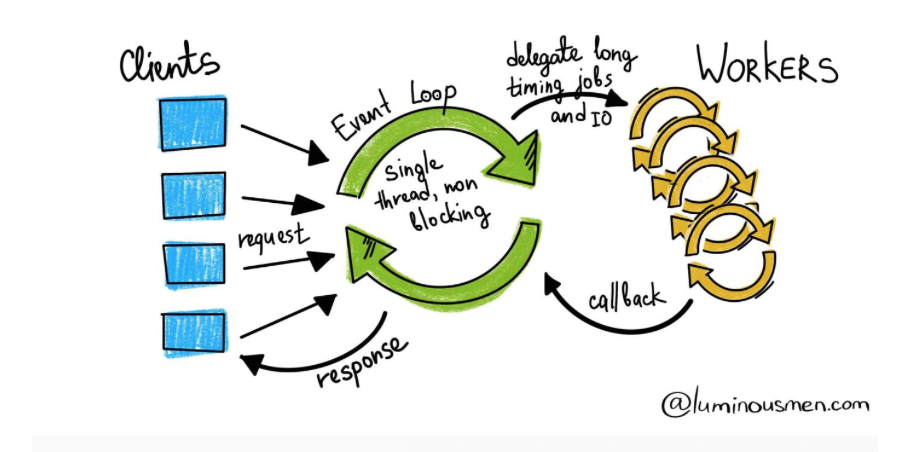 Clients
Event Loop
delegate long
timing jobs
and IO
WORKERS
single
thread, non
blocking
request
callback
response
@luminousmen.com